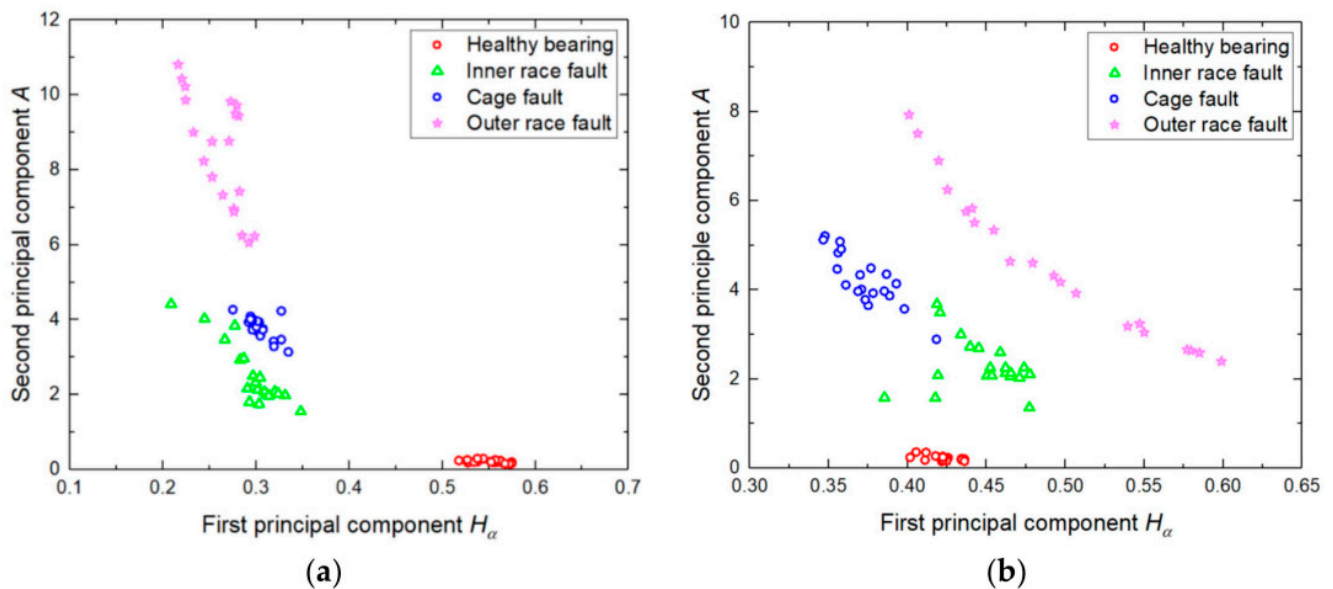 12
10
8
6
4
2
0
Second principal component A
Healthy bearing
Inner race fault
Cage fault
Outer race fault
0.1 0.2 0.3 0.4 0.5 0.6 0.7
First principal component Hα
(a)
10
8
6
4
2
0
Second principle component A
Healthy bearing
Inner race fault
Cage fault
Outer race fault
0.30 0.35 0.40 0.45 0.50 0.55 0.60 0.65
First principal component Hα
(b)